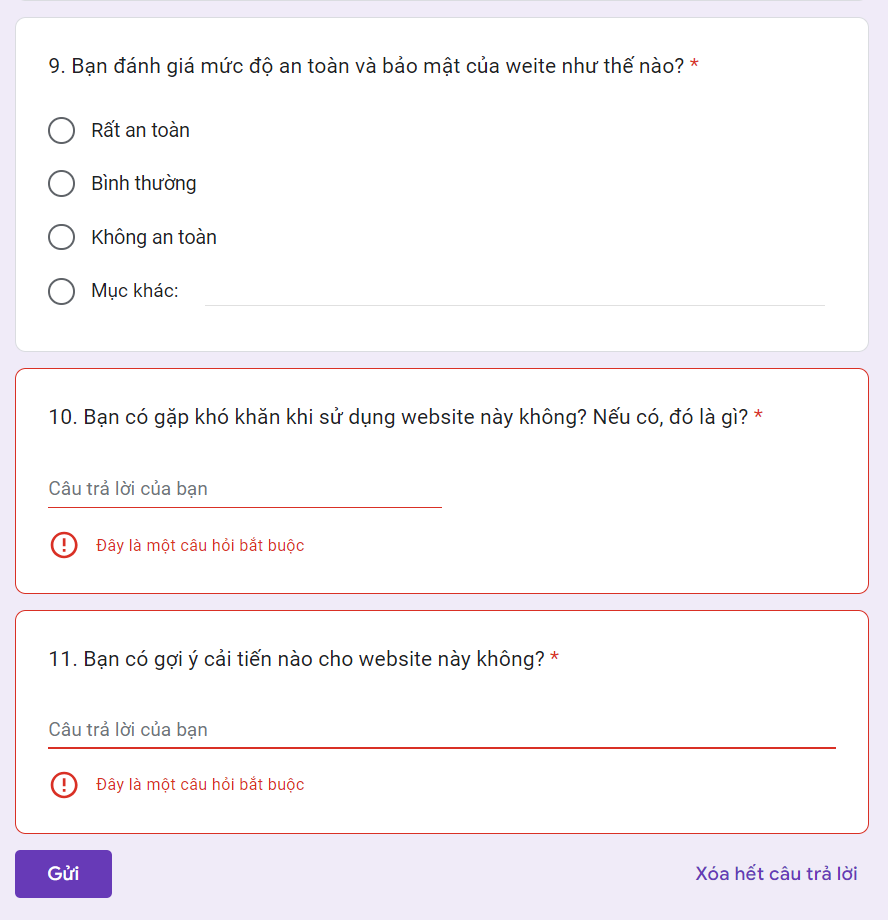 9. Bạn đánh giá mức độ an toàn và bảo mật của weite như thế nào? *
Rất an toàn
Bình thường
Không an toàn
Mục khác:
10. Bạn có gặp khó khăn khi sử dụng website này không? Nếu có, đó là gì? *
Câu trả lời của bạn
Đây là một câu hỏi bắt buộc
11. Bạn có gợi ý cải tiến nào cho website này không? *
Câu trả lời của bạn
Đây là một câu hỏi bắt buộc
Gửi
Xóa hết câu trả lời